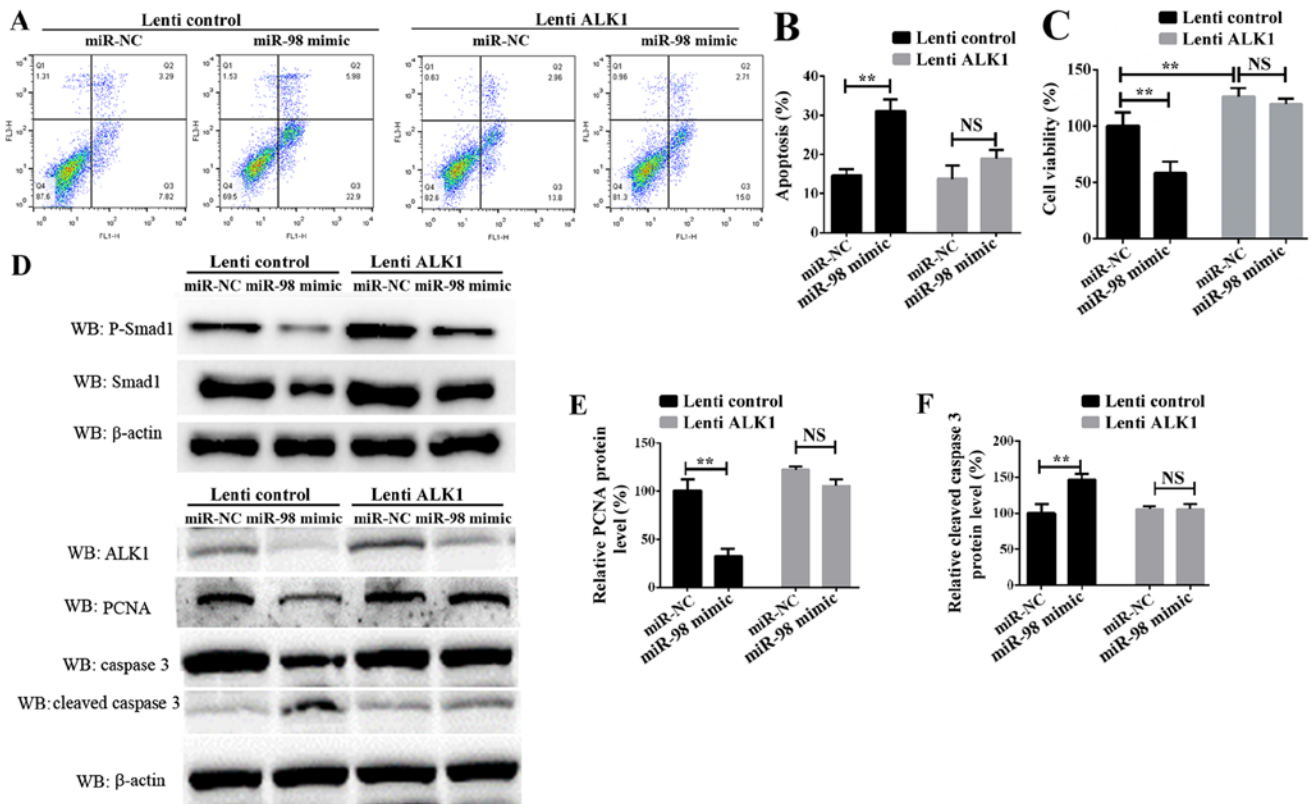 A
Lenti control
Lenti ALK1
miR-NC
miR-98 mimic
miR-NC
miR-98 mimic
Q1
1.31
Q2
3.29
Q4
87.6
Q3
7.82
FL3-H
FL1-H
Q1
1.53
Q2
5.98
Q4
69.5
Q3
22.9
FL3-H
FL1-H
Q1
0.63
Q2
2.96
Q4
82.6
Q3
13.8
FL3-H
FL1-H
Q1
0.96
Q2
2.71
Q4
81.3
Q3
15.0
FL3-H
FL1-H
B
Lenti control
Lenti ALK1
Apoptosis (%)
40
30
20
10
0
**
NS
miR-NC
miR-98 mimic
miR-NC
miR-98 mimic
C
Lenti control
Lenti ALK1
Cell viability (%)
150
100
50
0
**
**
NS
miR-NC
miR-98 mimic
miR-NC
miR-98 mimic
D
Lenti control Lenti ALK1
miR-NC miR-98 mimic miR-NC miR-98 mimic
WB: P-Smad1
WB: Smad1
WB: β-actin
Lenti control Lenti ALK1
miR-NC miR-98 mimic miR-NC miR-98 mimic
WB: ALK1
WB: PCNA
WB: caspase 3
WB: cleaved caspase 3
WB: β-actin
E
Lenti control
Lenti ALK1
Relative PCNA protein
level (%)
150
100
50
0
**
NS
miR-NC
miR-98 mimic
miR-NC
miR-98 mimic
F
Lenti control
Lenti ALK1
Relative cleaved caspase 3
protein level (%)
200
150
100
50
0
**
NS
miR-NC
miR-98 mimic
miR-NC
miR-98 mimic